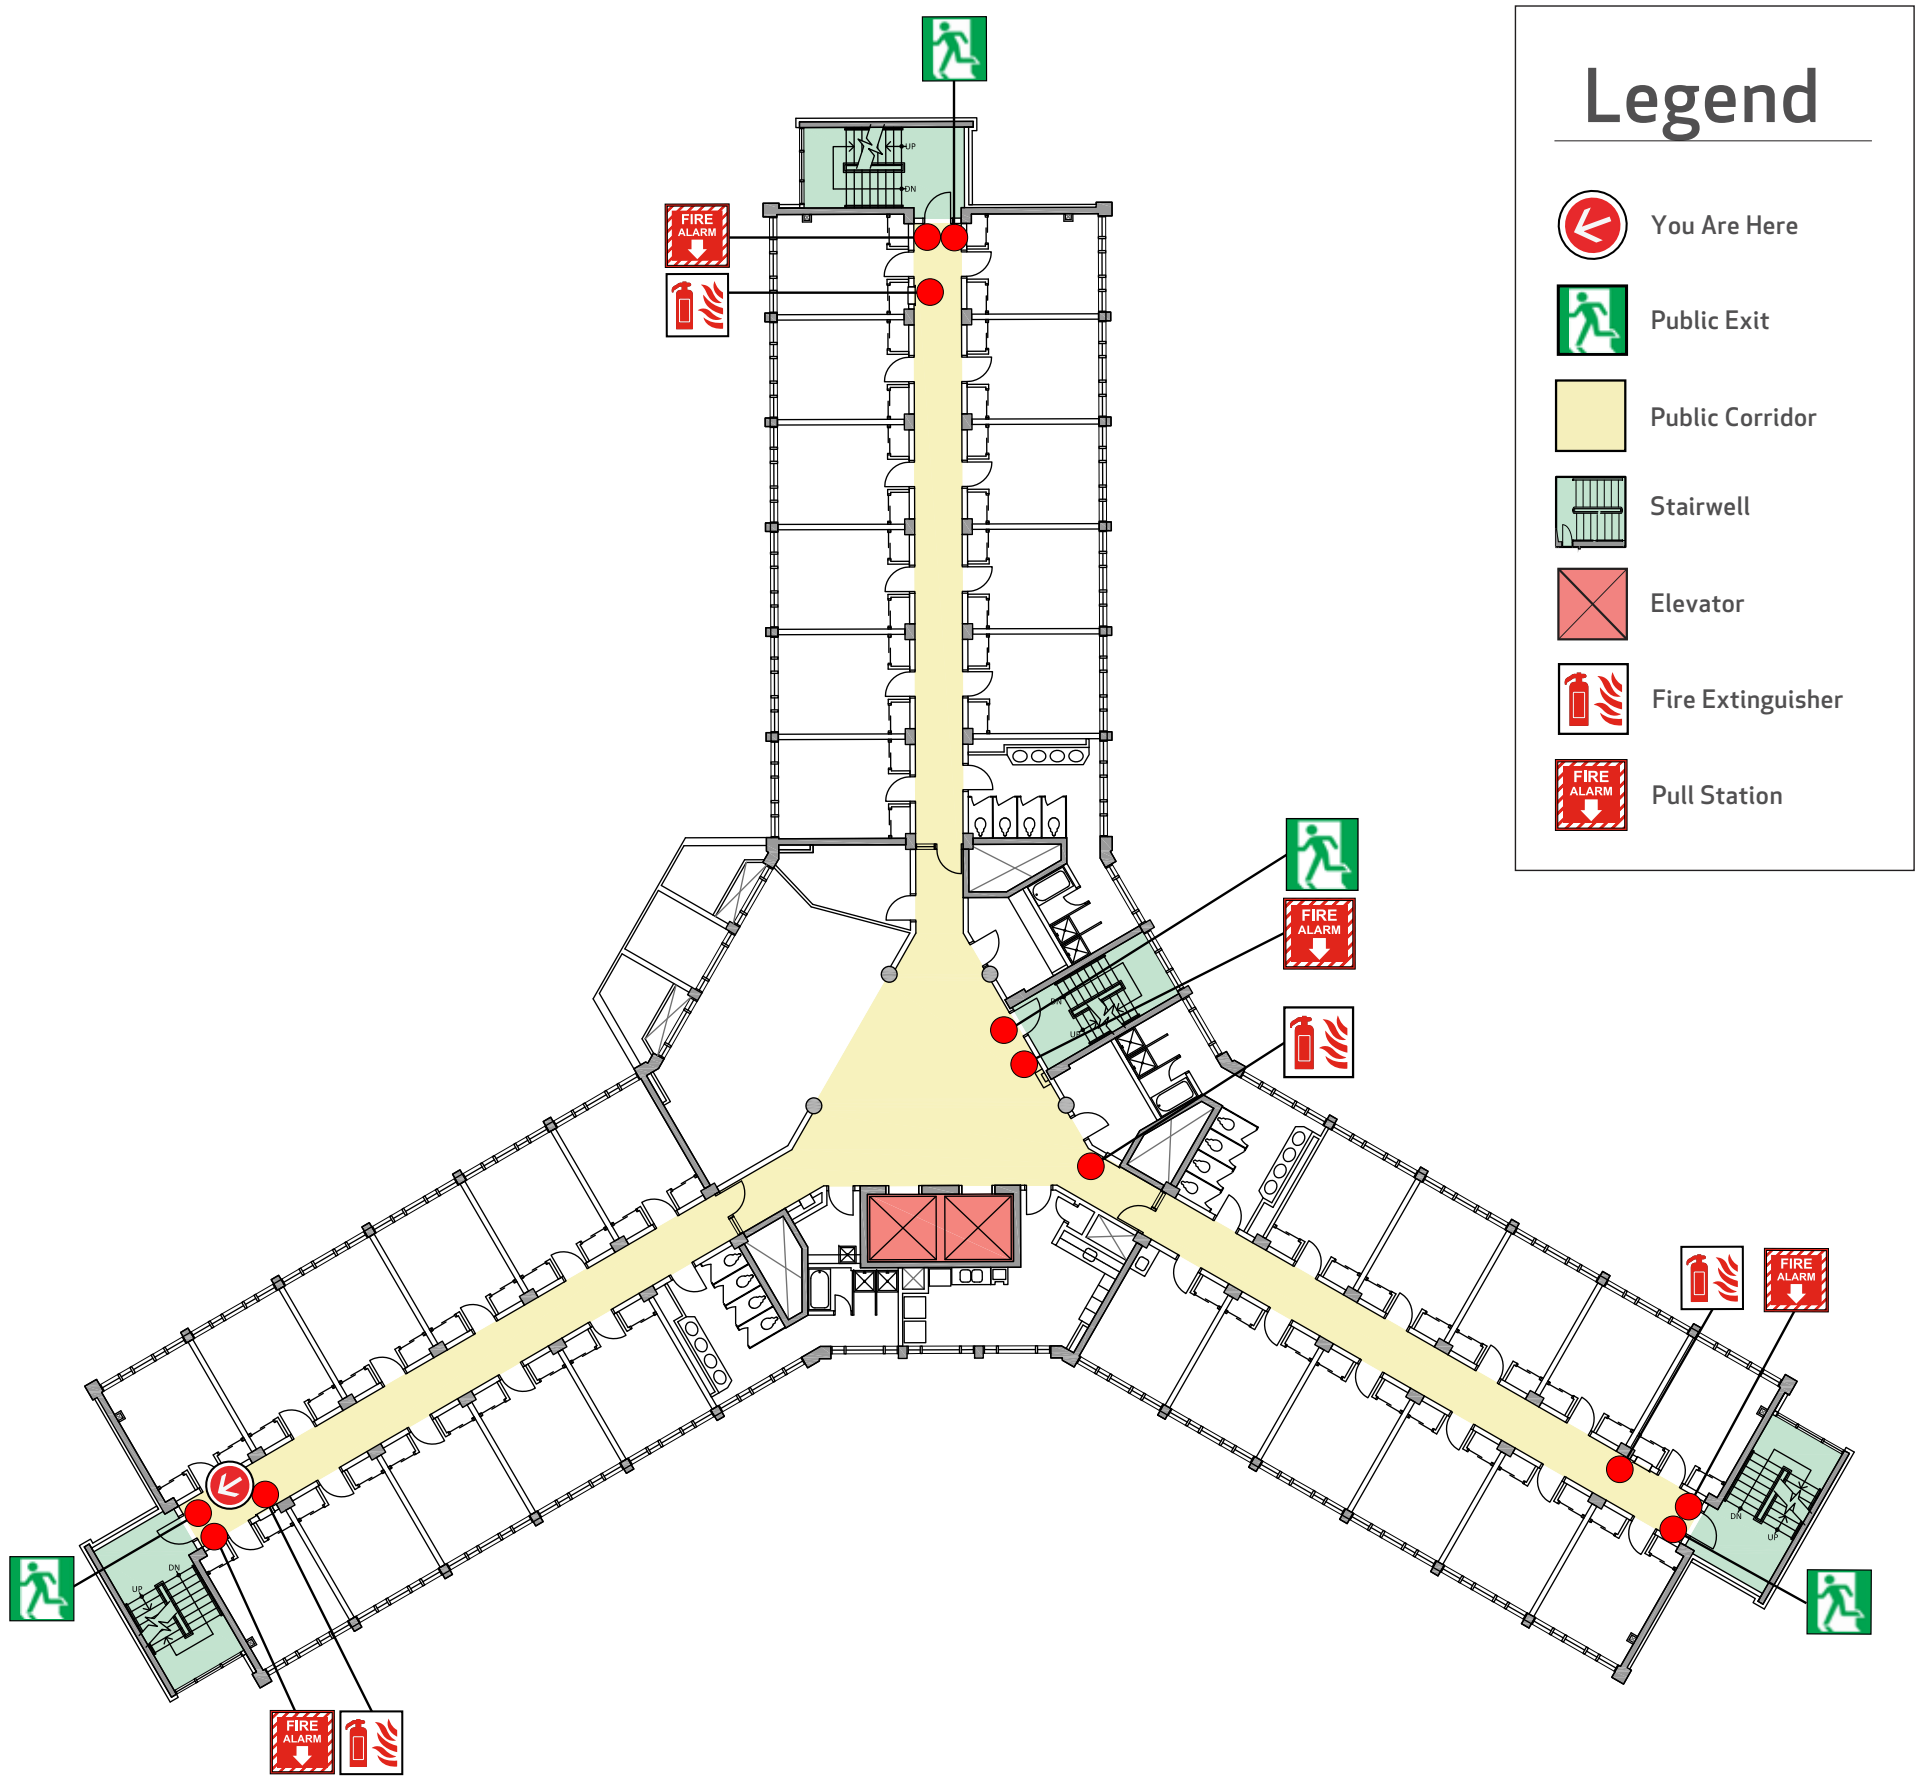 Legend
You Are Here
Public Exit
Public Corridor
Stairwell
Elevator
Fire Extinguisher
FIRE
ALARM
Pull Station
UP
DN
FIRE
ALARM
FIRE
ALARM
DN
UP
FIRE
ALARM
DN
UP
DN
UP
FIRE
ALARM